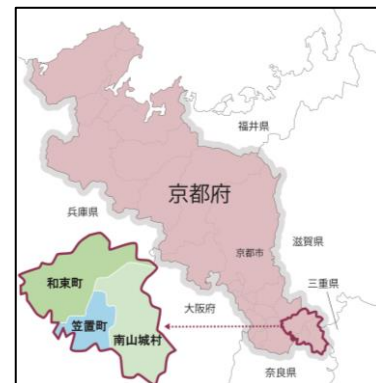 福井県
京都府
兵庫県
京都市
滋賀県
三重県
和束町
大阪府
笠置町
南山城村
奈良県